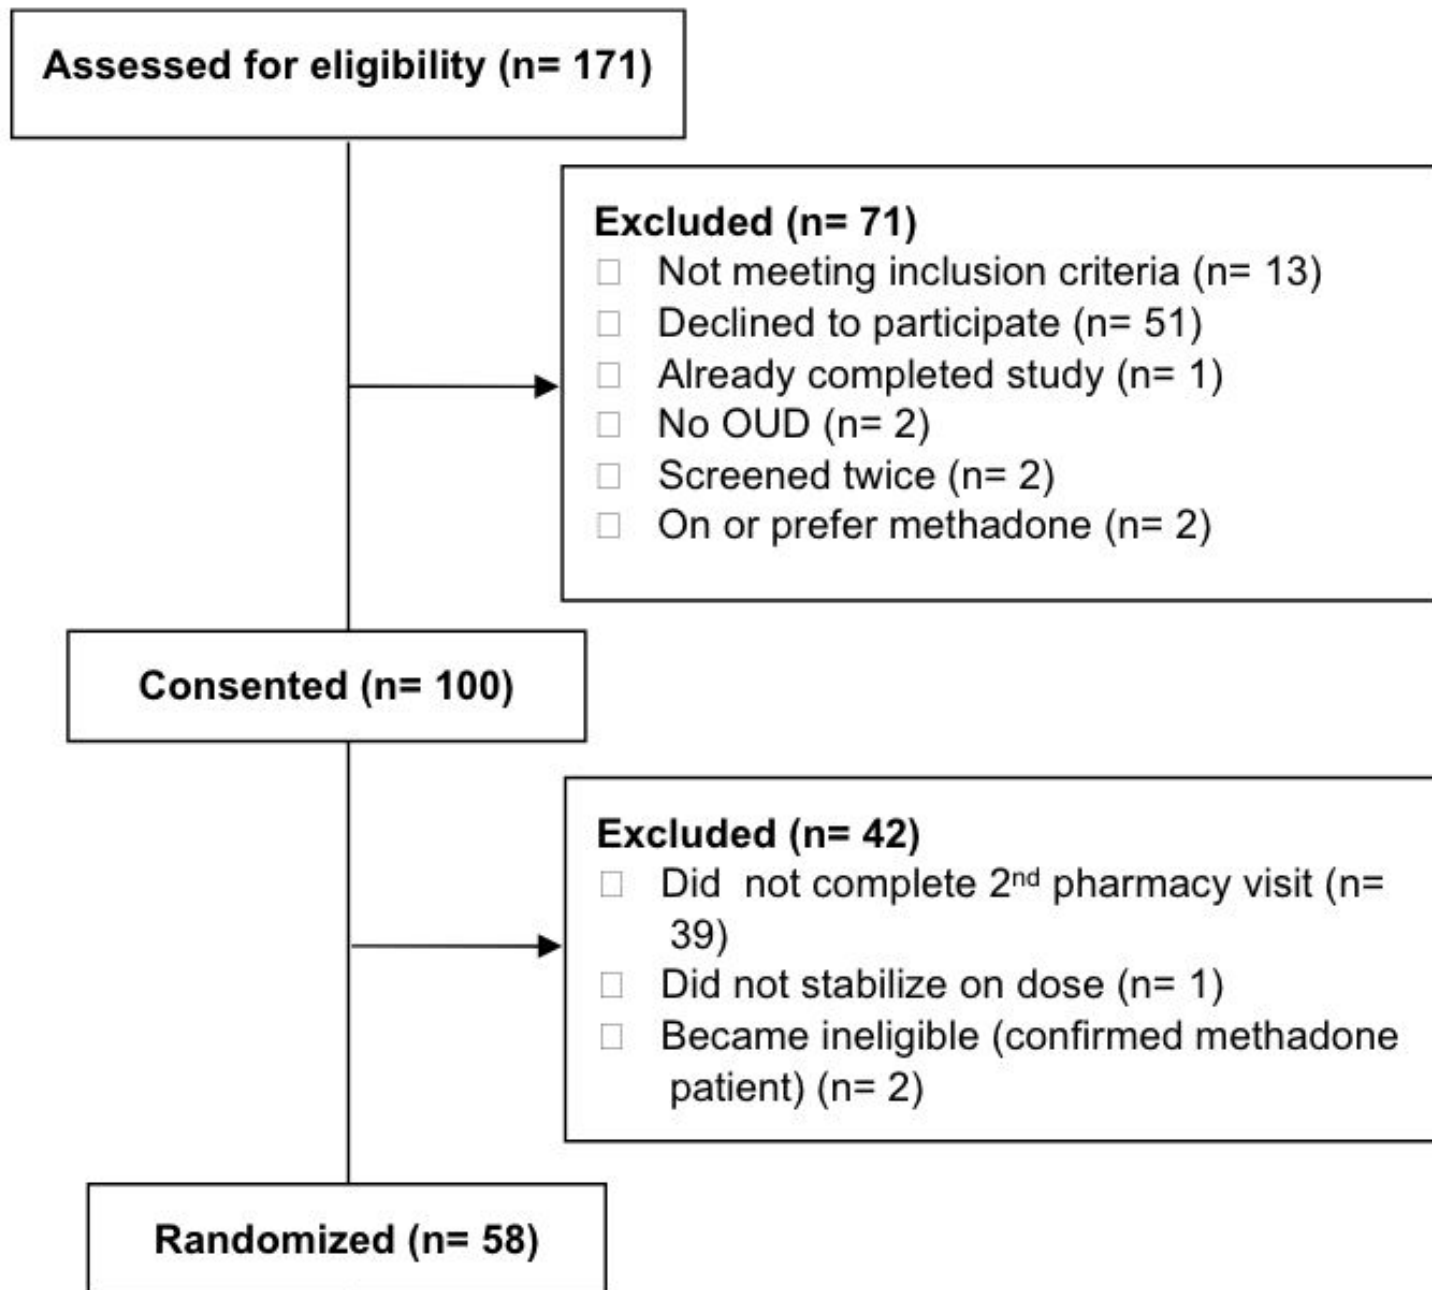 Assessed for eligibility (n= 171)
Excluded (n= 71)
Not meeting inclusion criteria (n= 13)
Declined to participate (n= 51)
Already completed study (n= 1)
No OUD (n= 2)
Screened twice (n= 2)
On or prefer methadone (n= 2)
Consented (n= 100)
Excluded (n= 42)
Did  not complete 2nd pharmacy visit (n=
39)
Did not stabilize on dose (n= 1)
Became ineligible (confirmed methadone
patient) (n= 2)
Randomized (n= 58)